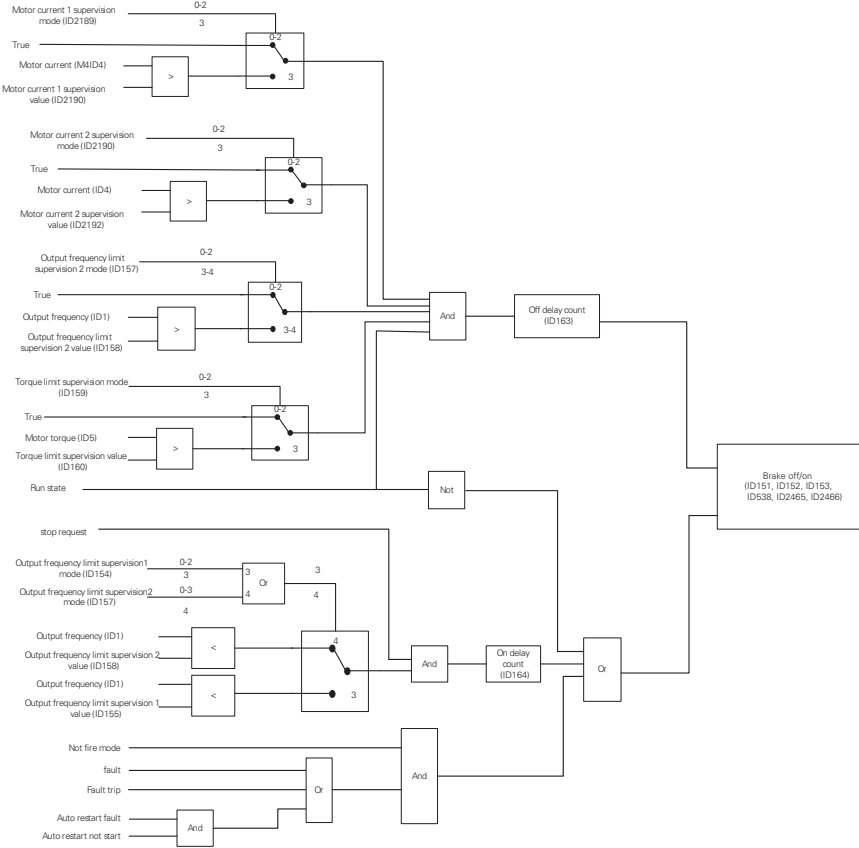 Motor current 1 supervision
mode (ID2189)
0-2
3
True
0-2
Motor current (M4ID4)
>
3
Motor current 1 supervision
value (ID2190)
Motor current 2 supervision
mode (ID2190)
0-2
3
True
0-2
Motor current (ID4)
>
3
Motor current 2 supervision
value (ID2192)
Output frequency limit
supervision 2 mode (ID157)
0-2
3-4
True
0-2
Output frequency (ID1)
>
3-4
Output frequency limit
supervision 2 value (ID158)
And
Off delay count
(ID163)
Torque limit supervision mode
(ID159)
0-2
3
True
0-2
Motor torque (ID5)
>
3
Torque limit supervision value
(ID160)
Run state
Not
Brake off/on
(ID151, ID152, ID153,
ID538, ID2465, ID2466)
stop request
Output frequency limit supervision1
mode (ID154)
0-2
3
3
Or
3
Output frequency limit supervision2
mode (ID157)
0-3
4
4
4
Output frequency (ID1)
<
4
Output frequency limit supervision 2
value (ID158)
Output frequency (ID1)
<
3
Output frequency limit supervision 1
value (ID155)
And
On delay
count
(ID164)
Or
Not fire mode
fault
Fault trip
Or
And
Auto restart fault
And
Auto restart not start